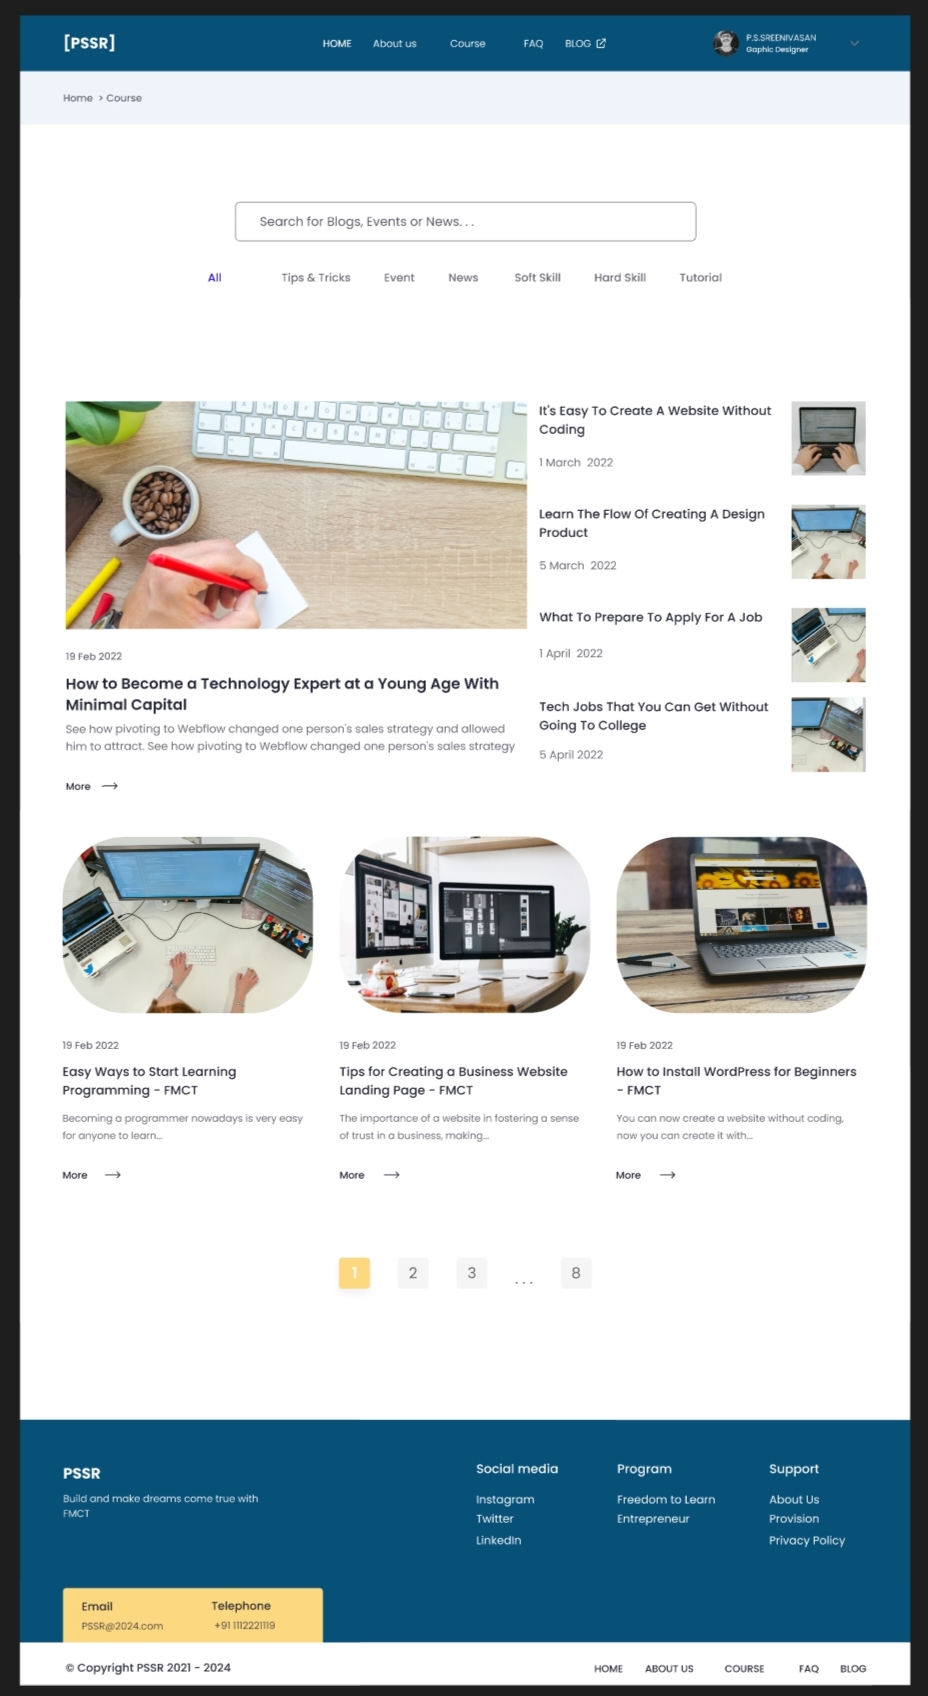 [PSSR]
HOME
About us
Course
FAQ
BLOG
P.S.SREENIVASAN
Gaphic Designer
Home > Course
Search for Blogs, Events or News. . .
All
Tips & Tricks
Event
News
Soft Skill
Hard Skill
Tutorial
19 Feb 2022
How to Become a Technology Expert at a Young Age With
Minimal Capital
See how pivoting to Webflow changed one person's sales strategy and allowed
him to attract. See how pivoting to Webflow changed one person's sales strategy
More
It's Easy To Create A Website Without
Coding
1 March 2022
Learn The Flow Of Creating A Design
Product
5 March 2022
What To Prepare To Apply For A Job
1 April 2022
Tech Jobs That You Can Get Without
Going To College
5 April 2022
19 Feb 2022
Easy Ways to Start Learning
Programming - FMCT
Becoming a programmer nowadays is very easy
for anyone to learn...
More
19 Feb 2022
Tips for Creating a Business Website
Landing Page - FMCT
The importance of a website in fostering a sense
of trust in a business, making...
More
19 Feb 2022
How to Install WordPress for Beginners
- FMCT
You can now create a website without coding,
now you can create it with...
More
1
2
3
. . .
8
PSSR
Build and make dreams come true with
FMCT
Social media
Instagram
Twitter
LinkedIn
Program
Freedom to Learn
Entrepreneur
Support
About Us
Provision
Privacy Policy
Email
PSSR@2024.com
Telephone
+91 1112221119
© Copyright PSSR 2021 - 2024
HOME
ABOUT US
COURSE
FAQ
BLOG